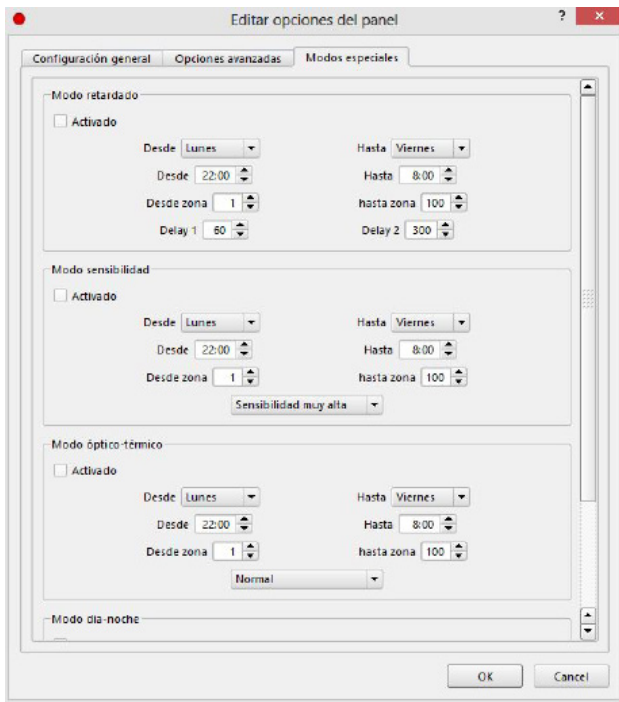 Editar opciones del panel ? ×
Configuración general Opciones avanzadas Modos especiales
Modo retardado
Activado
Desde Lunes Hasta Viernes
Desde 22:00 Hasta 8:00
Desde zona 1 hasta zona 100
Delay 1 60 Delay 2 300
Modo sensibilidad
Activado
Desde Lunes Hasta Viernes
Desde 22:00 Hasta 8:00
Desde zona 1 hasta zona 100
Sensibilidad muy alta
Modo óptico-térmico
Activado
Desde Lunes Hasta Viernes
Desde 22:00 Hasta 8:00
Desde zona 1 hasta zona 100
Normal
Modo dia-noche
OK Cancel